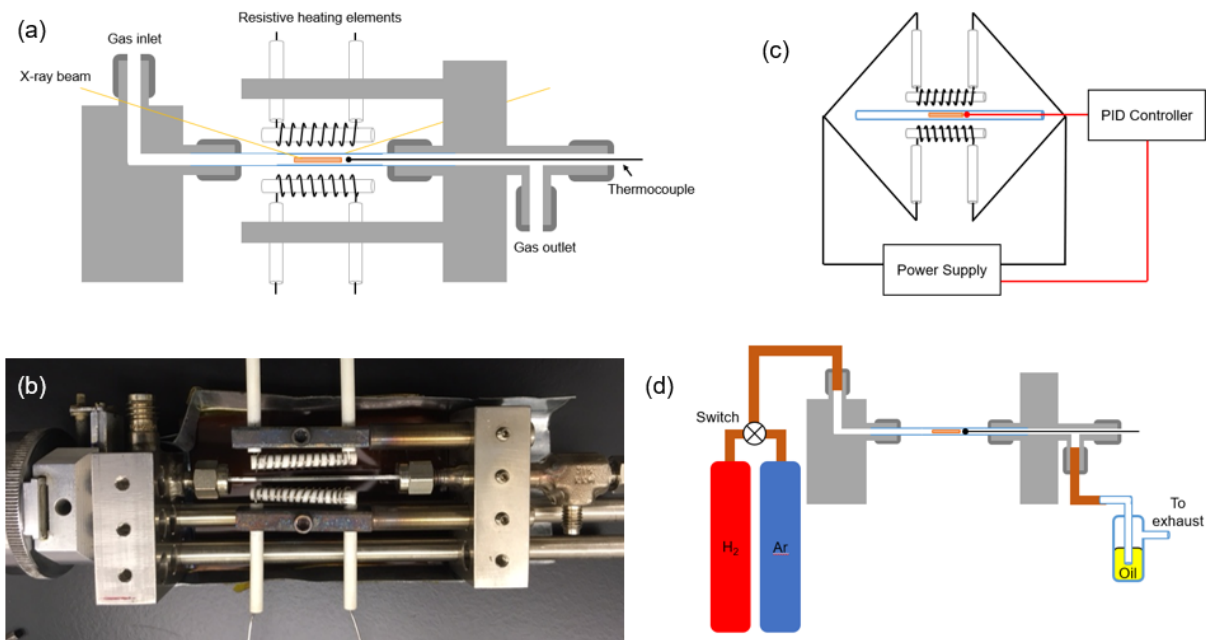 (a)
Resistive heating elements
Gas inlet
X-ray beam
Thermocouple
Gas outlet
(c)
PID Controller
Power Supply
(b)
(d)
Switch
H2
Ar
To
exhaust
Oil